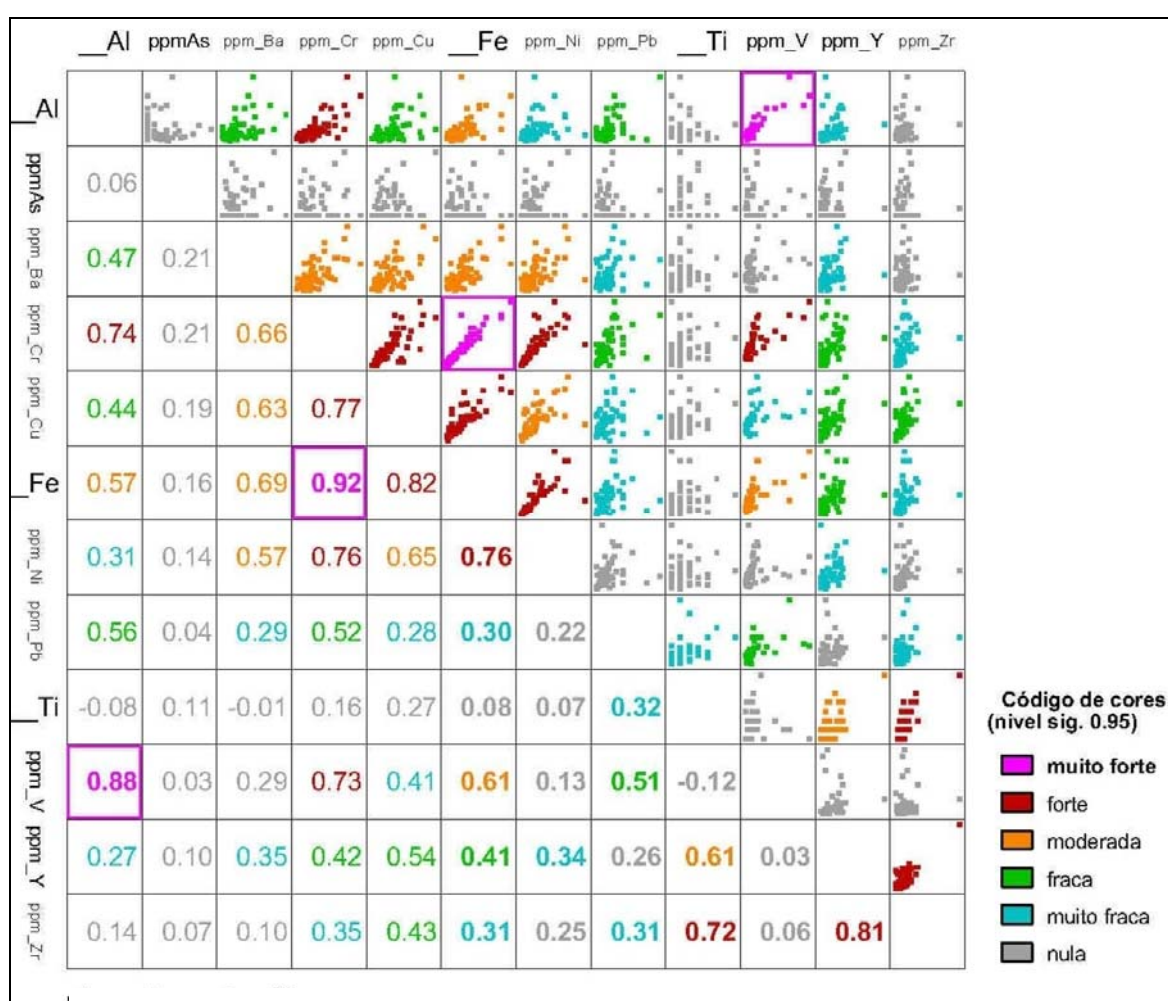 __Al ppmAs ppm_Ba ppm_Cr ppm_Cu __Fe ppm_Ni ppm_Pb __Ti ppm_V ppm_Y ppm_Zr
__Al
ppmAs 0.06
ppm_Ba 0.47 0.21
ppm_Cr 0.74 0.21 0.66
ppm_Cu 0.44 0.19 0.63 0.77
__Fe 0.57 0.16 0.69 0.92 0.82
ppm_Ni 0.31 0.14 0.57 0.76 0.65 0.76
ppm_Pb 0.56 0.04 0.29 0.52 0.28 0.30 0.22
__Ti -0.08 0.11 -0.01 0.16 0.27 0.08 0.07 0.32
ppm_V 0.88 0.03 0.29 0.73 0.41 0.61 0.13 0.51 -0.12
ppm_Y 0.27 0.10 0.35 0.42 0.54 0.41 0.34 0.26 0.61 0.03
ppm_Zr 0.14 0.07 0.10 0.35 0.43 0.31 0.25 0.31 0.72 0.06 0.81
Código de cores
(nivel sig. 0.95)
muito forte
forte
moderada
fraca
muito fraca
nula